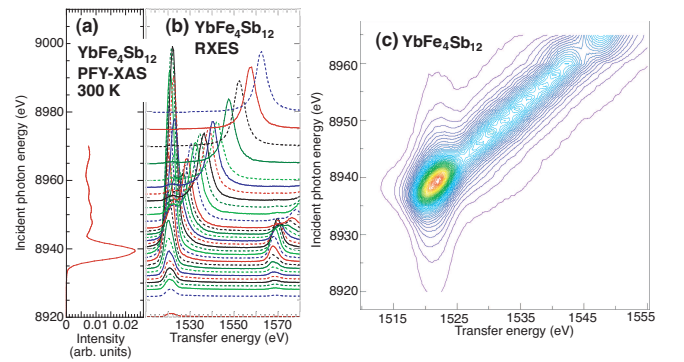 (a)
YbFe4Sb12
PFY-XAS
300 K
Incident photon energy (eV)
9000
8980
8960
8940
8920
0 0.01 0.02
Intensity
(arb. units)
(b) YbFe4Sb12
RXES
1530 1550 1570
Transfer energy (eV)
(c) YbFe4Sb12
Incident photon energy (eV)
8960
8950
8940
8930
8920
1515 1525 1535 1545 1555
Transfer energy (eV)